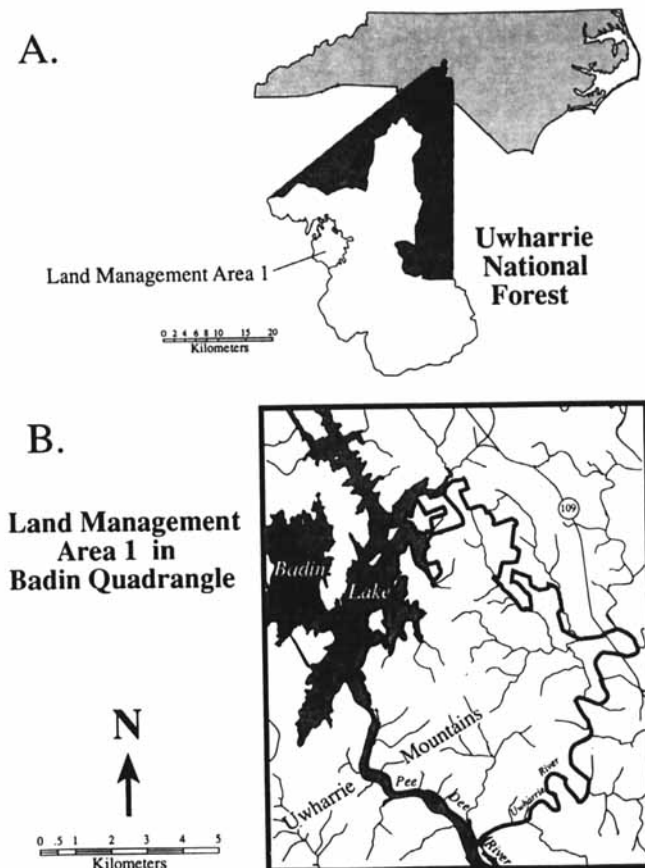 A.
Uwharrie
National
Forest
Land Management Area 1
0 2 4 6 8 10 15 20
Kilometers
B.
Land Management
Area 1 in
Badin Quadrangle
109
Badin
Lake
Uwharrie Mountains
Pee Dee River
Uwharrie River
N
0 .5 1 2 3 4 5
Kilometers